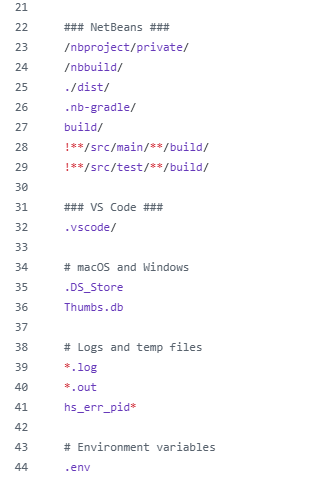 21
22 ### NetBeans ###
23 /nbproject/private/
24 /nbbuild/
25 ./dist/
26 .nb-gradle/
27 build/
28 !**/src/main/**/build/
29 !**/src/test/**/build/
30
31 ### VS Code ###
32 .vscode/
33
34 # macOS and Windows
35 .DS_Store
36 Thumbs.db
37
38 # Logs and temp files
39 *.log
40 *.out
41 hs_err_pid*
42
43 # Environment variables
44 .env